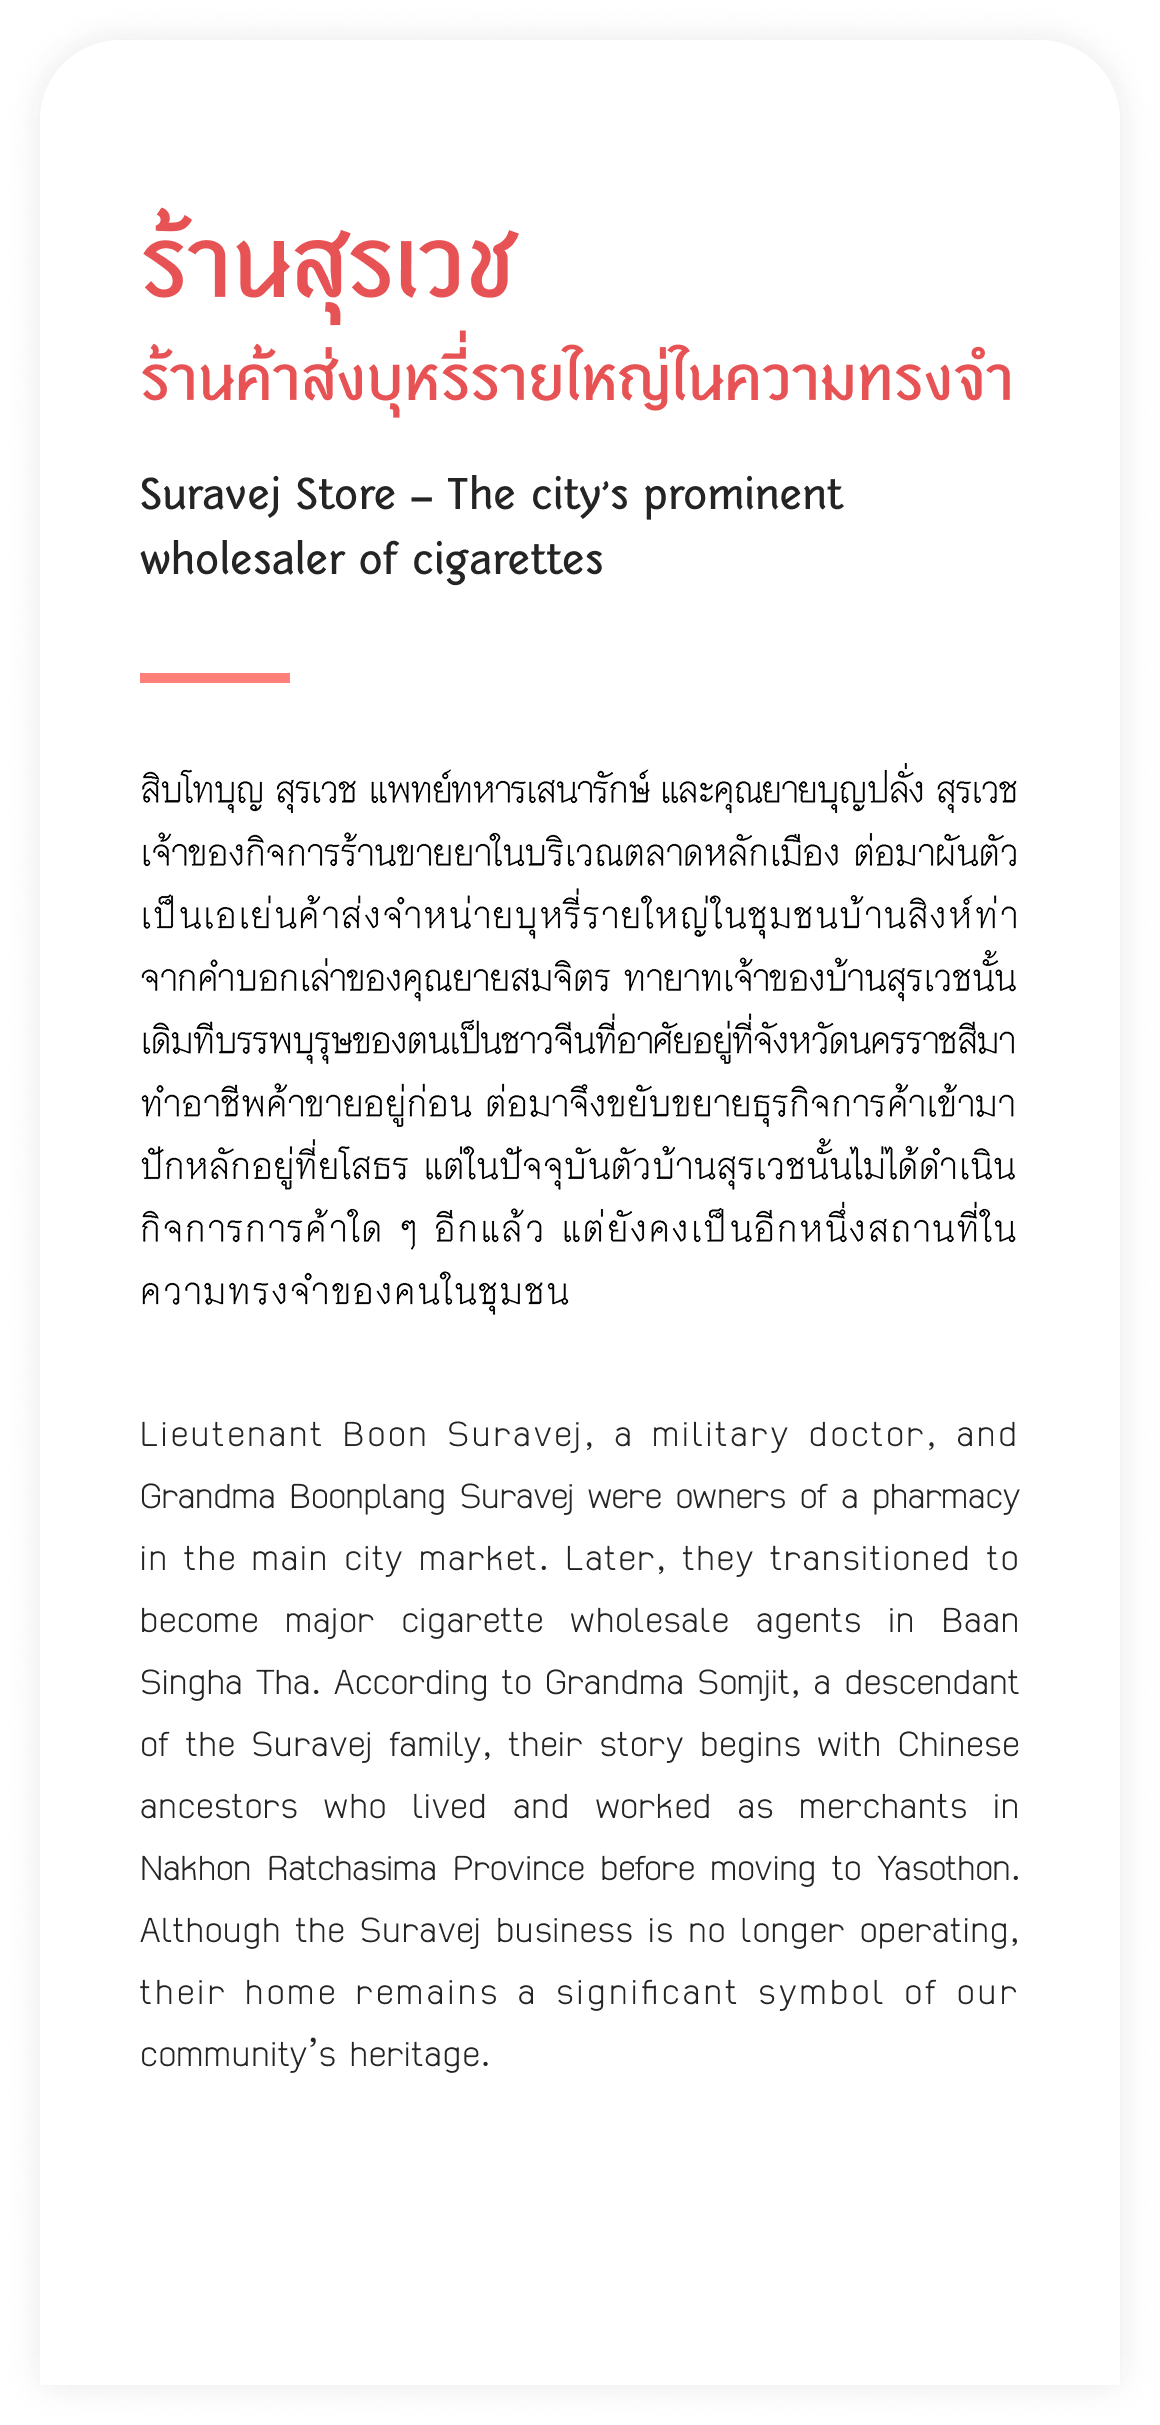 ร้านสุรเวช
ร้านค้าส่งบุหรี่รายใหญ่ในความทรงจำ
Suravej Store – The city’s prominent
wholesaler of cigarettes
สิบโทบุญ สุรเวช แพทย์ทหารเสนารักษ์ และคุณยายบุญปลั่ง สุรเวช
เจ้าของกิจการร้านขายยาในบริเวณตลาดหลักเมือง ต่อมาผันตัว
เป็นเอเย่นค้าส่งจำหน่ายบุหรี่รายใหญ่ในชุมชนบ้านสิงห์ท่า
จากคำบอกเล่าของคุณยายสมจิตร ทายาทเจ้าของบ้านสุรเวชนั้น
เดิมทีบรรพบุรุษของตนเป็นชาวจีนที่อาศัยอยู่ที่จังหวัดนครราชสีมา
ทำอาชีพค้าขายอยู่ก่อน ต่อมาจึงขยับขยายธุรกิจการค้าเข้ามา
ปักหลักอยู่ที่ยโสธร แต่ในปัจจุบันตัวบ้านสุรเวชนั้นไม่ได้ดำเนิน
กิจการการค้าใด ๆ อีกแล้ว แต่ยังคงเป็นอีกหนึ่งสถานที่ใน
ความทรงจำของคนในชุมชน
Lieutenant Boon Suravej, a military doctor, and
Grandma Boonplang Suravej were owners of a pharmacy
in the main city market. Later, they transitioned to
become major cigarette wholesale agents in Baan
Singha Tha. According to Grandma Somjit, a descendant
of the Suravej family, their story begins with Chinese
ancestors who lived and worked as merchants in
Nakhon Ratchasima Province before moving to Yasothon.
Although the Suravej business is no longer operating,
their home remains a significant symbol of our
community’s heritage.